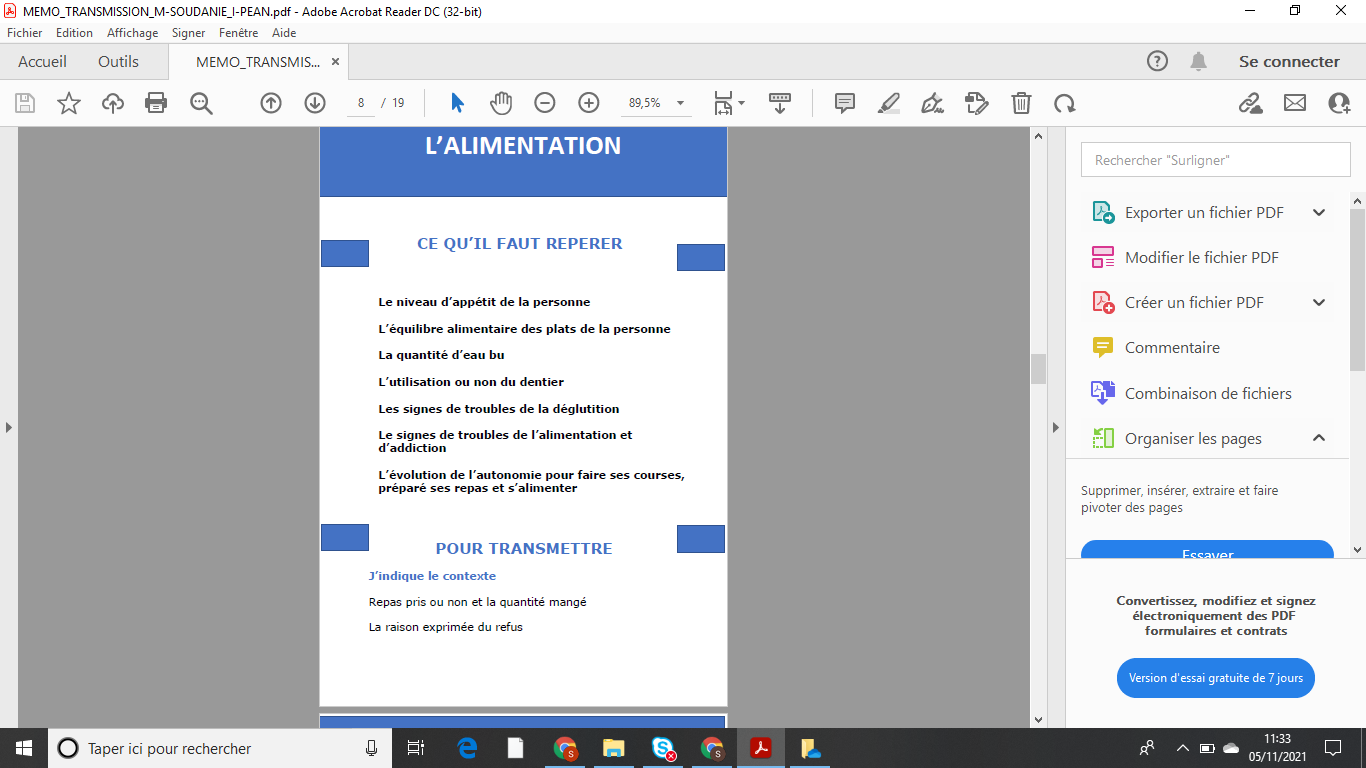 MEMO_TRANSMISSION_M-SOUDANIE_I-PEAN.pdf - Adobe Acrobat Reader DC (32-bit)
Fichier Edition Affichage Signer Fenêtre Aide
Accueil Outils MEMO_TRANSMIS... × Se connecter
8 / 19 89,5%
L'ALIMENTATION
CE QU'IL FAUT REPERER
Le niveau d'appétit de la personne
L'équilibre alimentaire des plats de la personne
La quantité d'eau bu
L'utilisation ou non du dentier
Les signes de troubles de la déglutition
Le signes de troubles de l'alimentation et
d'addiction
L'évolution de l'autonomie pour faire ses courses,
préparé ses repas et s'alimenter
POUR TRANSMETTRE
J'indique le contexte
Repas pris ou non et la quantité mangé
La raison exprimée du refus
Rechercher "Surligner"
Exporter un fichier PDF
Modifier le fichier PDF
Créer un fichier PDF
Commentaire
Combinaison de fichiers
Organiser les pages
Supprimer, insérer, extraire et faire
pivoter des pages
Essayer
Convertissez, modifiez et signez
électroniquement des PDF
formulaires et contrats
Version d'essai gratuite de 7 jours
Taper ici pour rechercher
11:33
05/11/2021